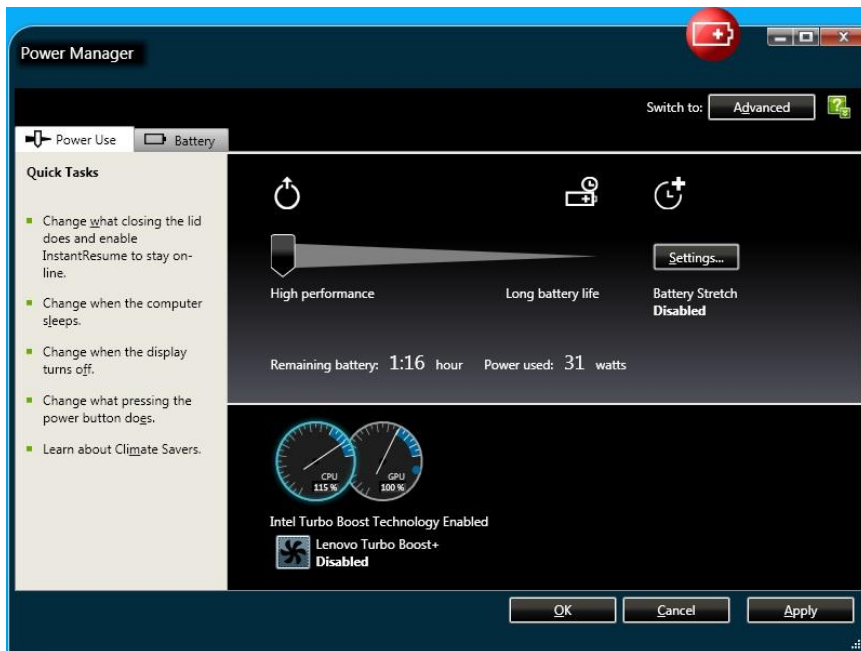 Power Manager
Switch to: Advanced
Power Use Battery
Quick Tasks
Change what closing the lid
does and enable
InstantResume to stay on-
line.
Change when the computer
sleeps.
Change when the display
turns off.
Change what pressing the
power button does.
Learn about Climate Savers.
Settings...
High performance Long battery life Battery Stretch
Disabled
Remaining battery: 1:16 hour Power used: 31 watts
CPU GPU
115 % 100 %
Intel Turbo Boost Technology Enabled
Lenovo Turbo Boost+
Disabled
OK Cancel Apply